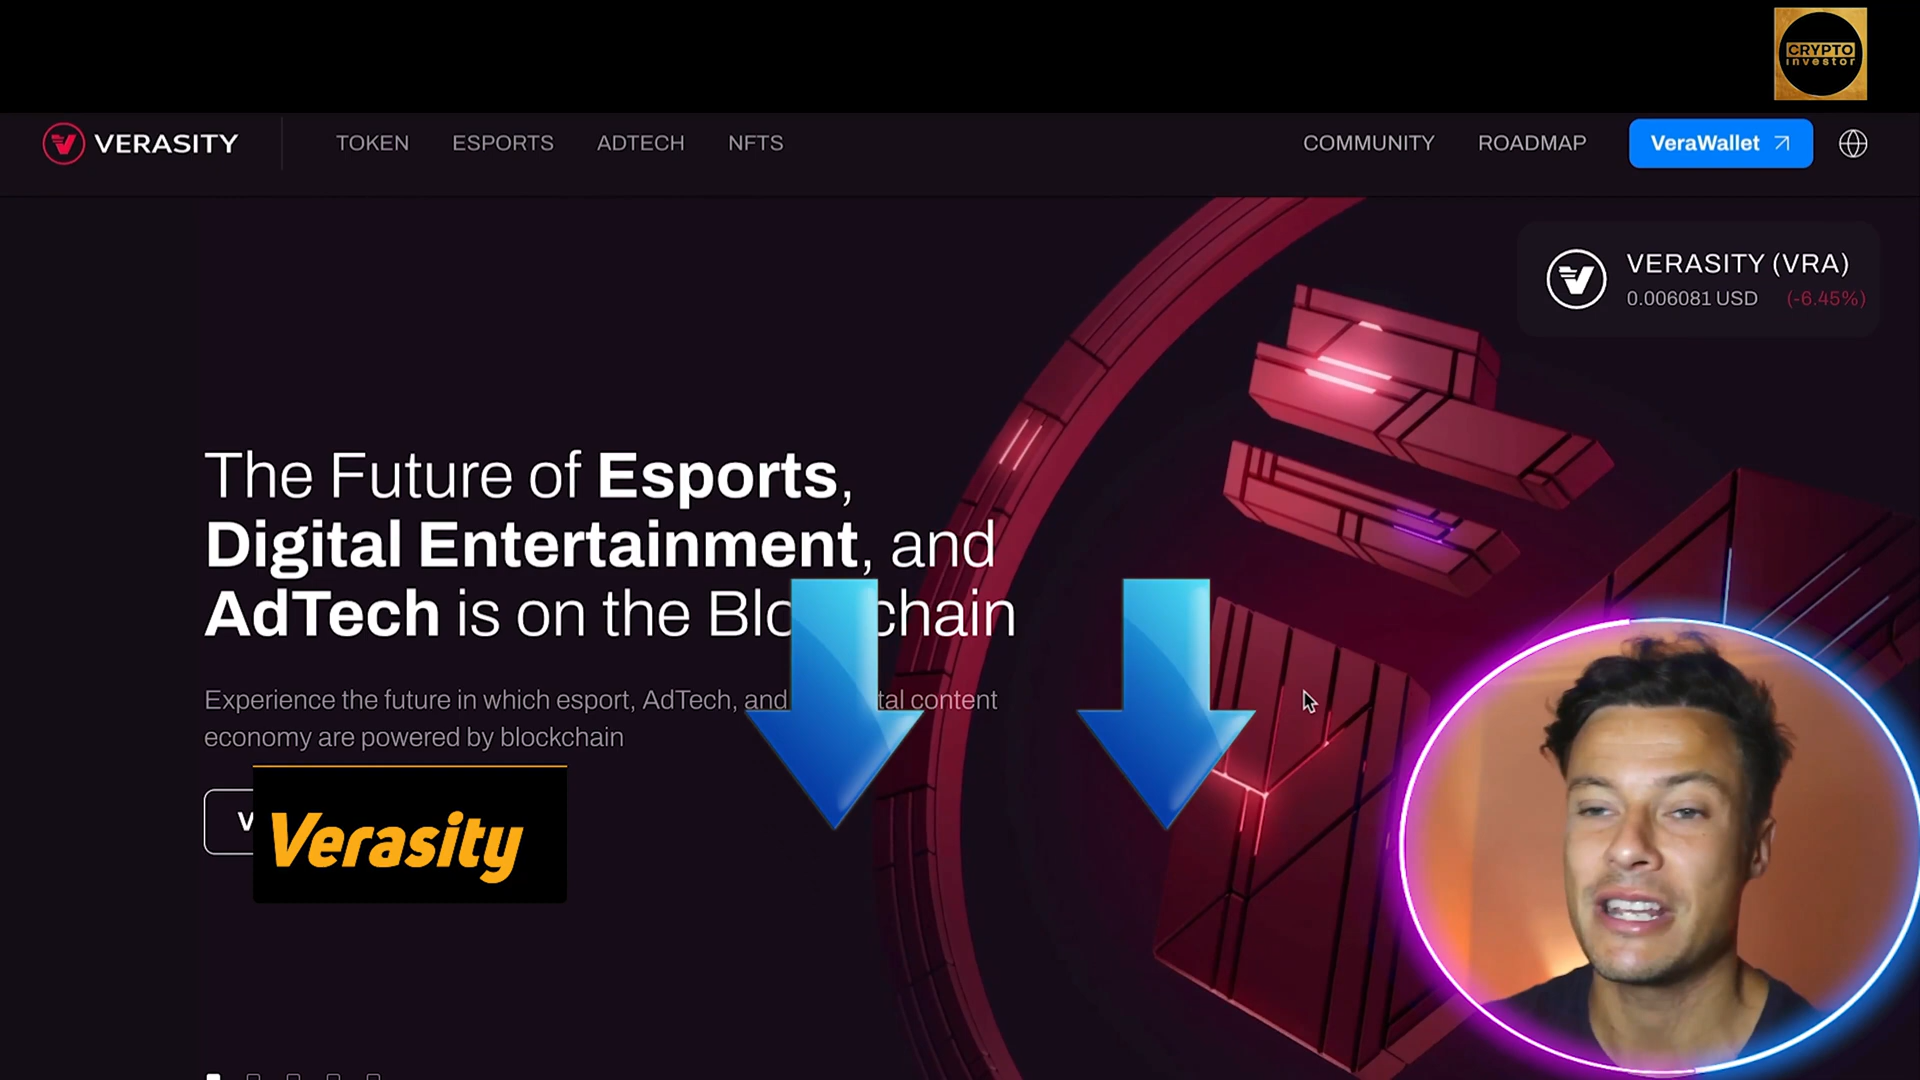 CRYPTO
investor
VERASITY
TOKEN
ESPORTS
ADTECH
NFTS
COMMUNITY
ROADMAP
VeraWallet
VERASITY (VRA)
0.006081 USD (-6.45%)
The Future of Esports,
Digital Entertainment, and
AdTech is on the Blockchain
Experience the future in which esport, AdTech, and tal content
economy are powered by blockchain
V
Verasity